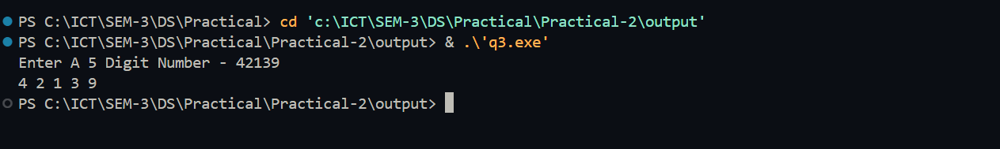 PS C:\ICT\SEM-3\DS\Practical> cd 'c:\ICT\SEM-3\DS\Practical\Practical-2\output'
PS C:\ICT\SEM-3\DS\Practical\Practical-2\output> & .\'q3.exe'
Enter A 5 Digit Number - 42139
4 2 1 3 9
PS C:\ICT\SEM-3\DS\Practical\Practical-2\output>